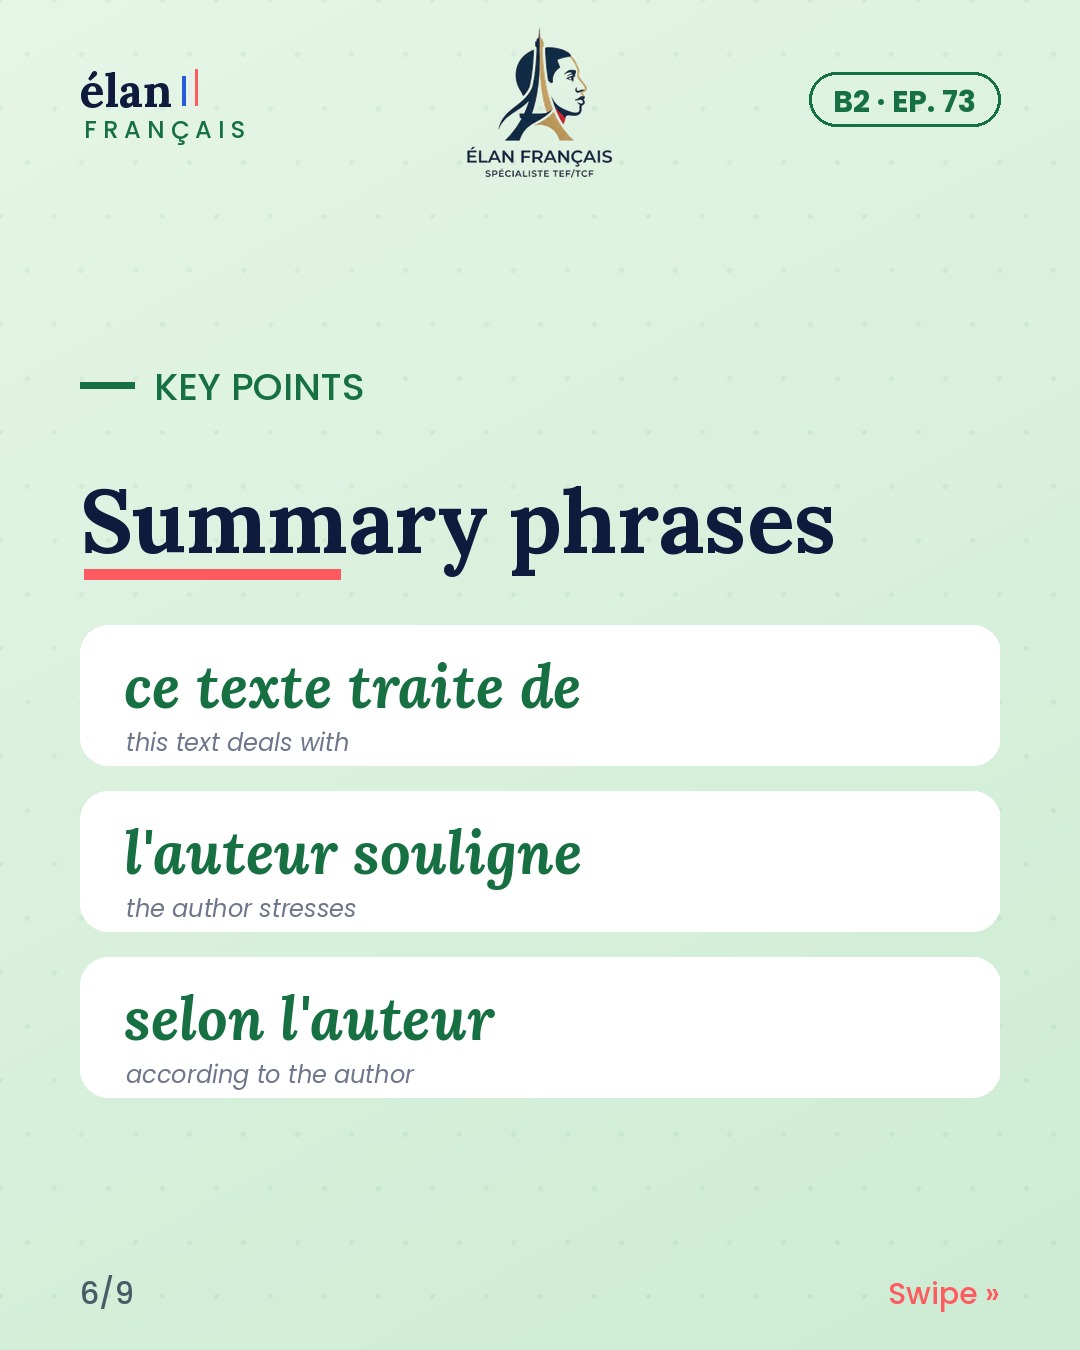 élan
FRANÇAIS
ÉLAN FRANÇAIS
SPÉCIALISTE TEF/TCF
B2 · EP. 73
KEY POINTS
Summary phrases
ce texte traite de
this text deals with
l'auteur souligne
the author stresses
selon l'auteur
according to the author
6/9
Swipe »